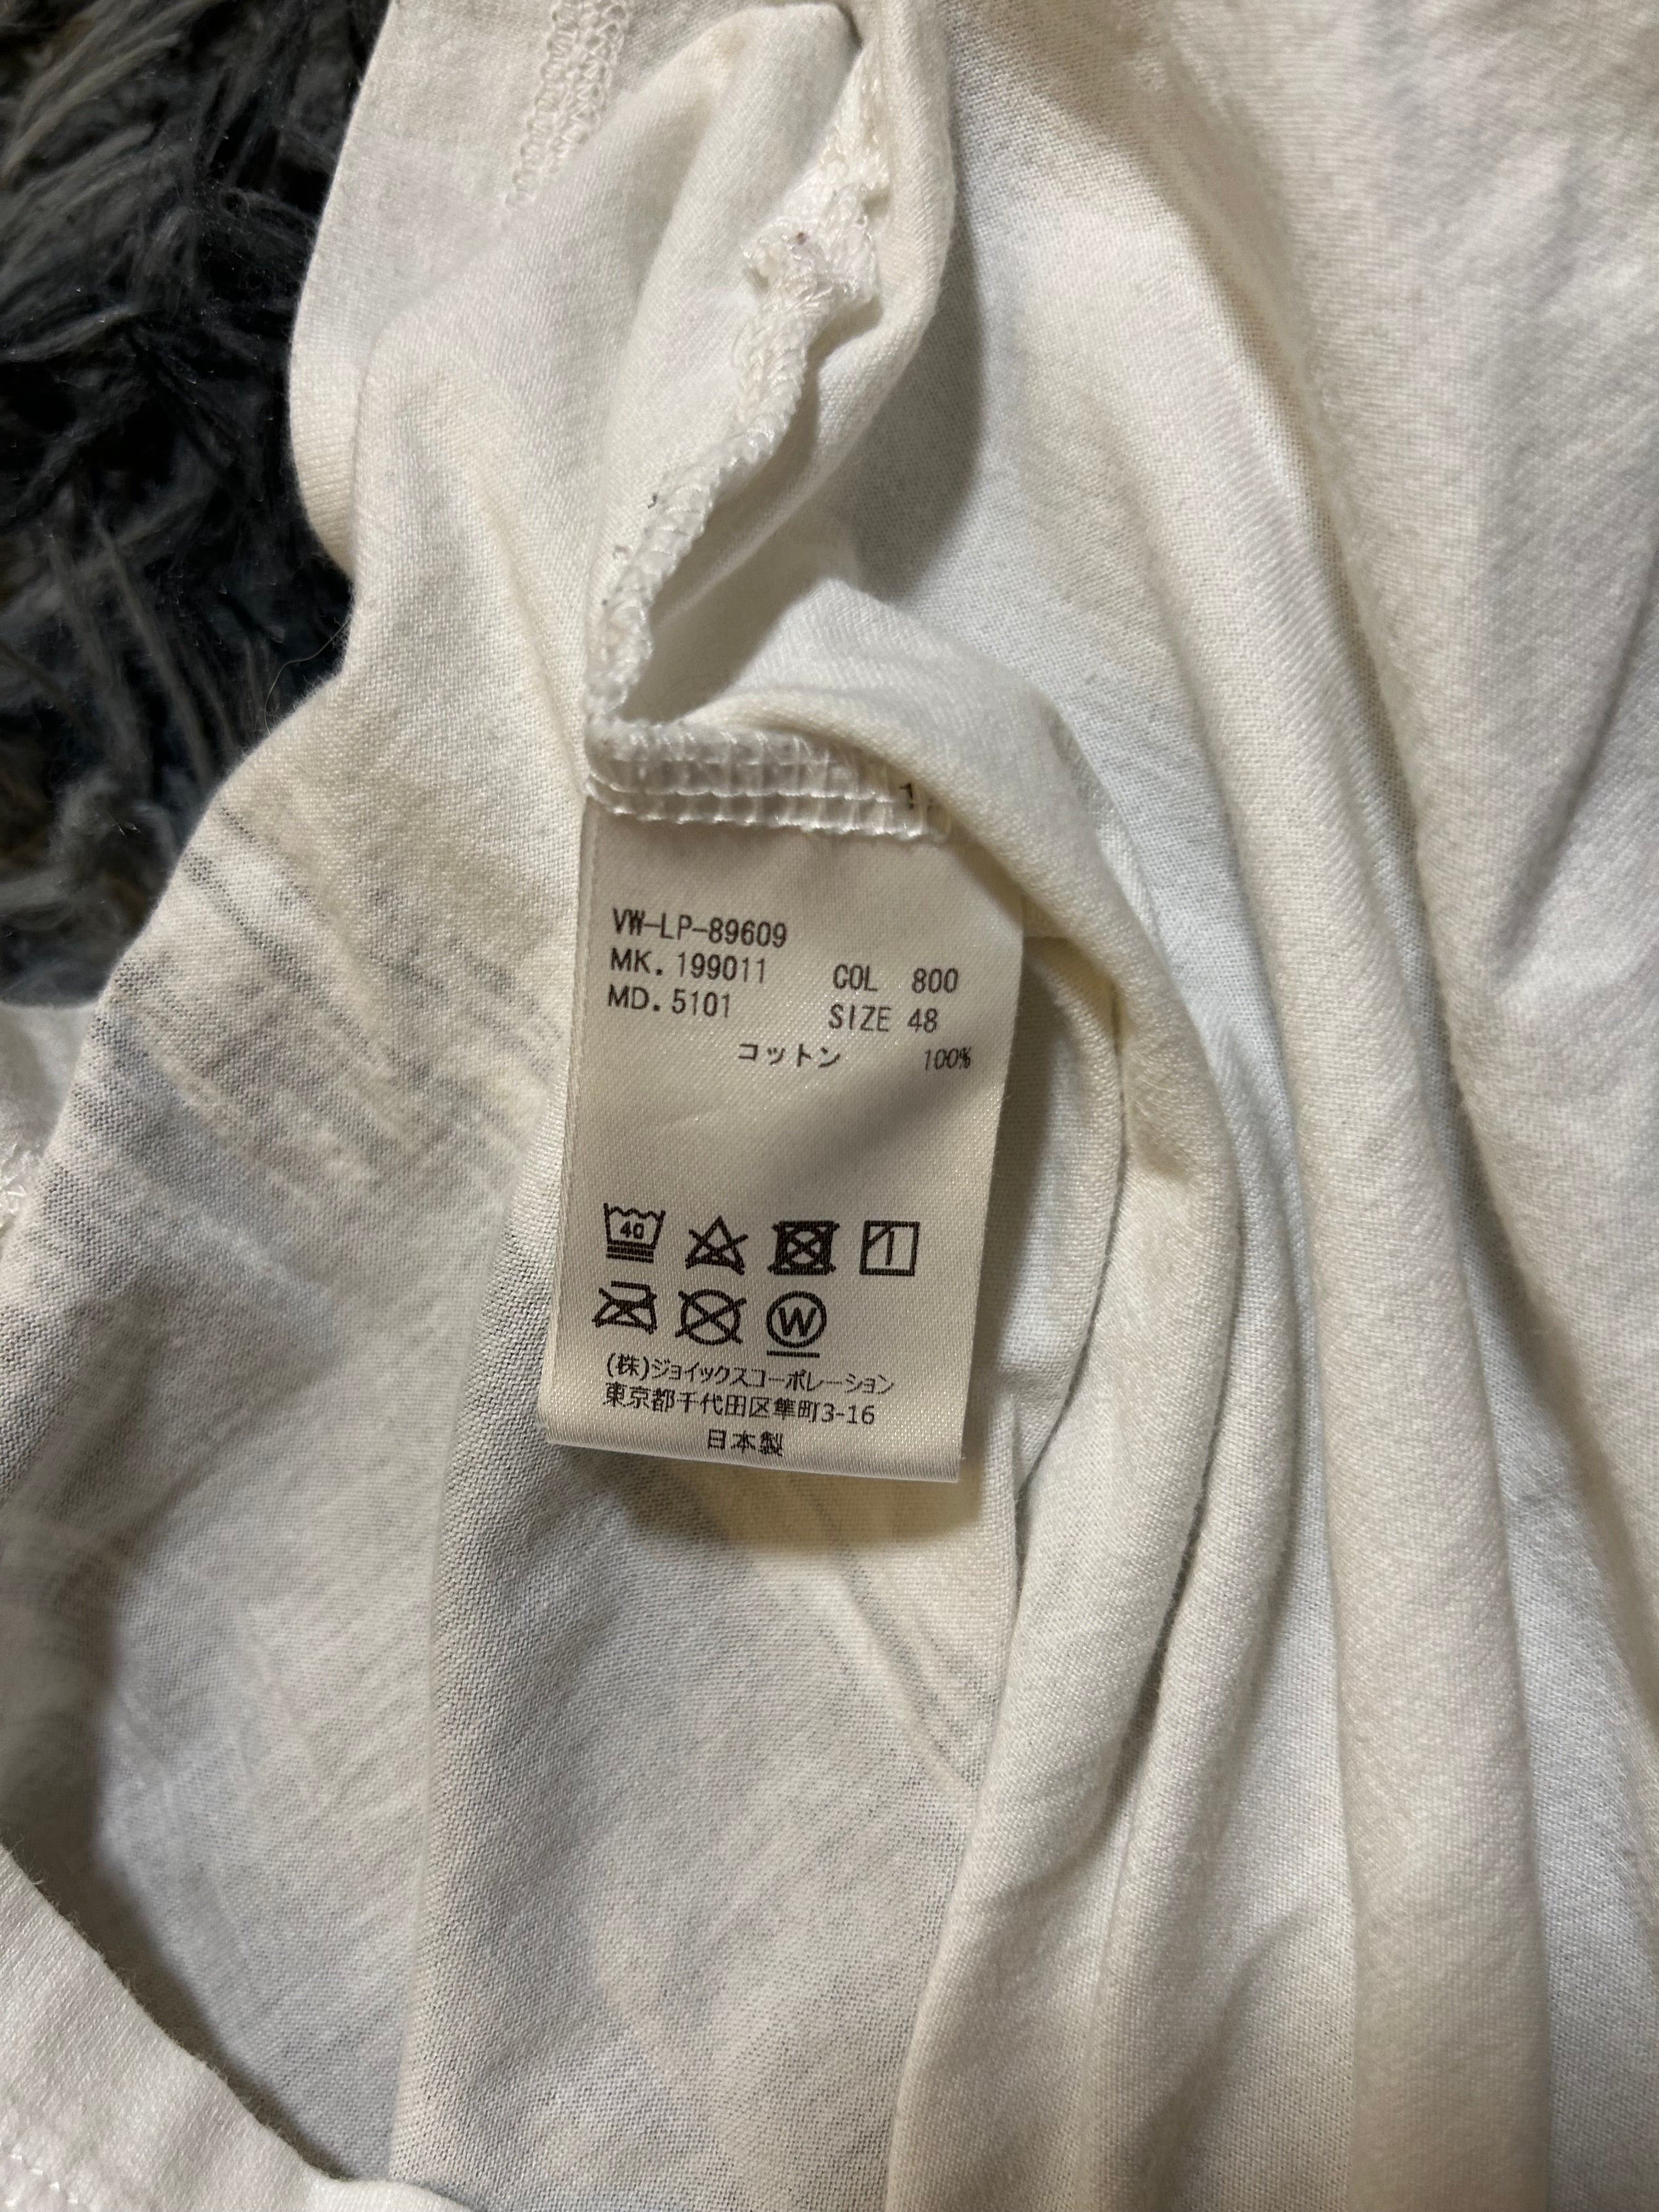 VW-LP-89609
MK. 199011 COL 800
MD. 5101 SIZE 48
コットン 100%
40
W
(株)ジョイックスコーポレーション
東京都千代田区隼町3-16
日本製